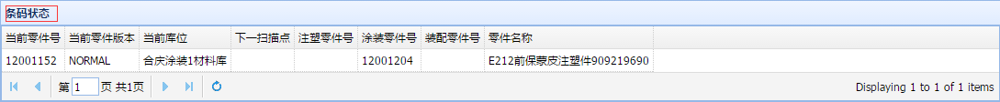 条码状态
当前零件号 当前零件版本 当前库位 下一扫描点 注塑零件号 涂装零件号 装配零件号 零件名称
12001152 NORMAL 合庆涂装1材料库 12001204 E212前保蒙皮注塑件909219690
第 1 页 共1页 Displaying 1 to 1 of 1 items